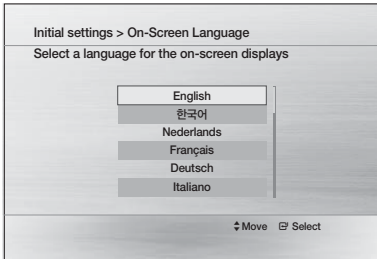 Initial settings > On-Screen Language
Select a language for the on-screen displays
English
한국어
Nederlands
Français
Deutsch
Italiano
Move Select